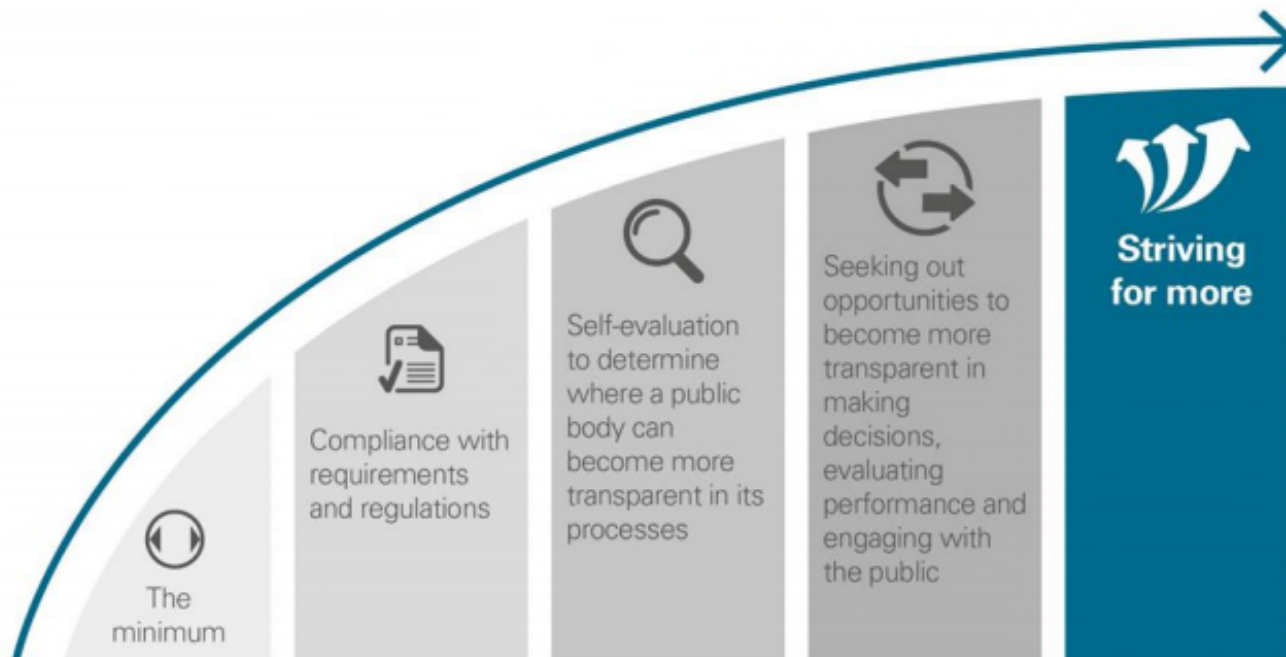 The
minimum
Compliance with
requirements
and regulations
Self-evaluation
to determine
where a public
body can
become more
transparent in its
processes
Seeking out
opportunities to
become more
transparent in
making
decisions,
evaluating
performance and
engaging with
the public
Striving
for more